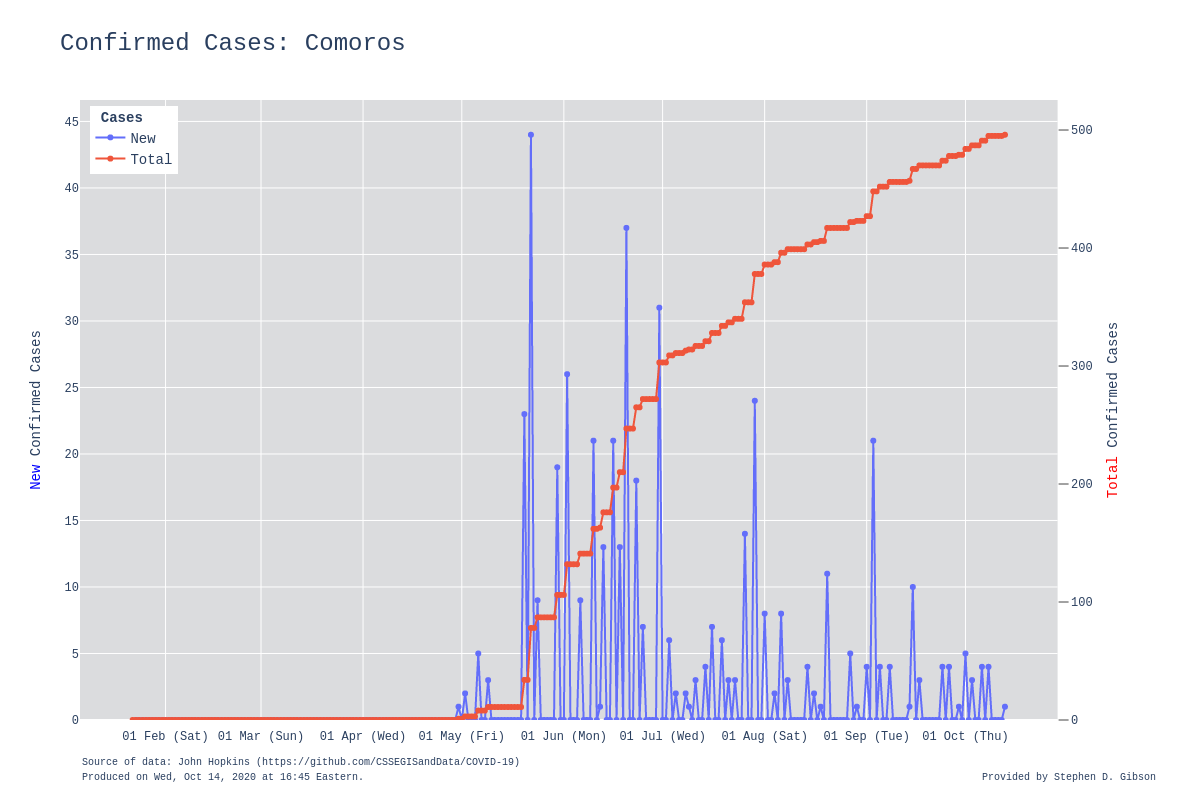 Confirmed Cases: Comoros
Cases
New
Total
45
40
35
30
25
20
15
10
5
0
500
400
300
200
100
0
New Confirmed Cases
Total Confirmed Cases
01 Feb (Sat)
01 Mar (Sun)
01 Apr (Wed)
01 May (Fri)
01 Jun (Mon)
01 Jul (Wed)
01 Aug (Sat)
01 Sep (Tue)
01 Oct (Thu)
Source of data: John Hopkins (https://github.com/CSSEGISandData/COVID-19)
Produced on Wed, Oct 14, 2020 at 16:45 Eastern.
Provided by Stephen D. Gibson